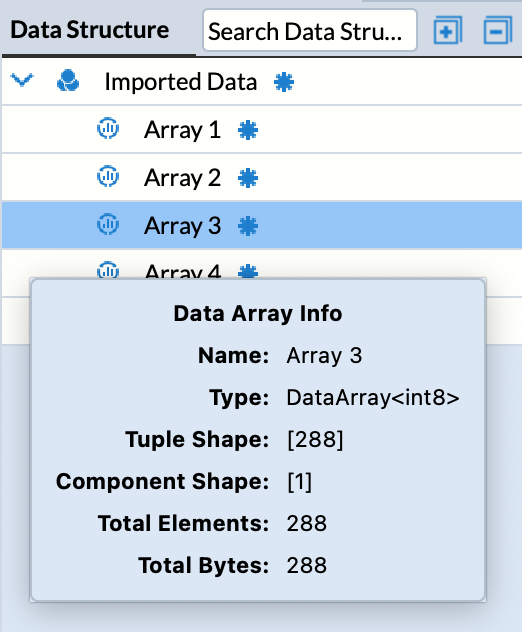 Data Structure Search Data Stru...
Imported Data
Array 1
Array 2
Array 3
Array 4
Data Array Info
Name: Array 3
Type: DataArray<int8>
Tuple Shape: [288]
Component Shape: [1]
Total Elements: 288
Total Bytes: 288